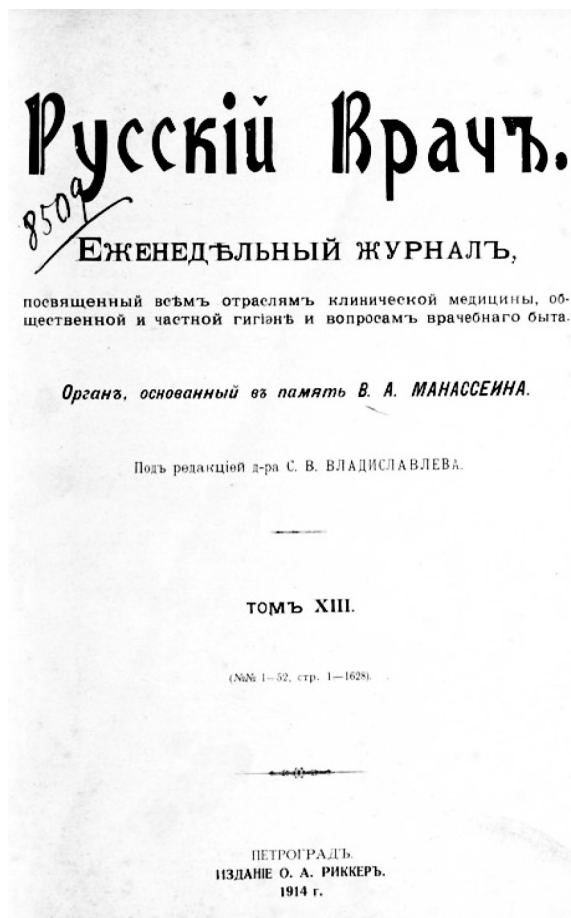 Русскій Врачъ.
8509
Еженедѣльный журналъ,
посвященный всѣмъ отраслямъ клинической медицины, об-
щественной и частной гигіэнѣ и вопросамъ врачебнаго быта.
Органъ, основанный въ память В. А. МАНАССЕИНА.
Подъ редакціей д-ра С. В. ВЛАДИСЛАВЛЕВА.
ТОМЪ XIII.
(№№ 1—52, стр. 1—1628).
ПЕТРОГРАДЪ.
ИЗДАНІЕ О. А. РИККЕРЪ.
1914 г.